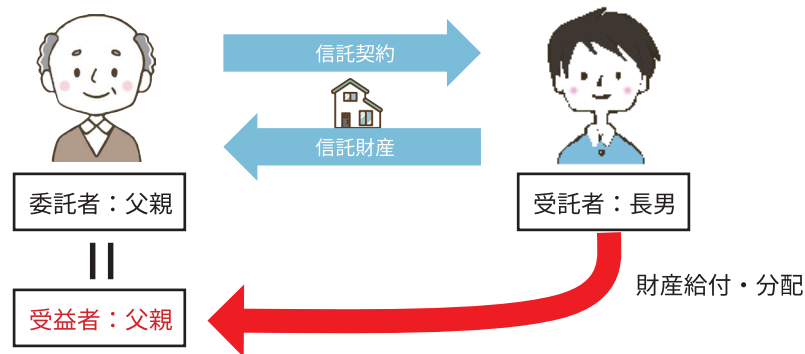 信託契約
信託財産
委託者：父親
受託者：長男
財産給付・分配
受益者：父親